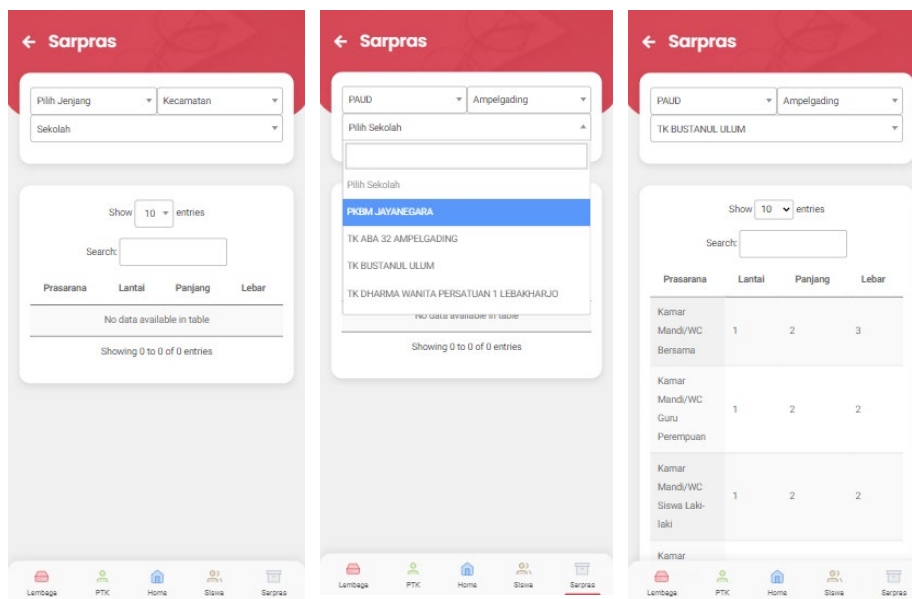 ← Sarpras
Pilih Jenjang Kecamatan
Sekolah
Show 10 entries
Search:
Prasarana Lantai Panjang Lebar
No data available in table
Showing 0 to 0 of 0 entries
Lembaga PTK Home Siswa Sarpras
← Sarpras
PAUD Ampelgading
Pilih Sekolah
Pilih Sekolah
PKBM JAYANEGARA
TK ABA 32 AMPELGADING
TK BUSTANUL ULUM
TK DHARMA WANITA PERSATUAN 1 LEBAKHARJO
No data available in table
Showing 0 to 0 of 0 entries
Lembaga PTK Home Siswa Sarpras
← Sarpras
PAUD Ampelgading
TK BUSTANUL ULUM
Show 10 entries
Search:
Prasarana Lantai Panjang Lebar
Kamar
Mandi/WC 1 2 3
Bersama
Kamar
Mandi/WC
Guru 1 2 2
Perempuan
Kamar
Mandi/WC
Siswa Laki- 1 2 2
laki
Kamar
Lembaga PTK Home Siswa Sarpras